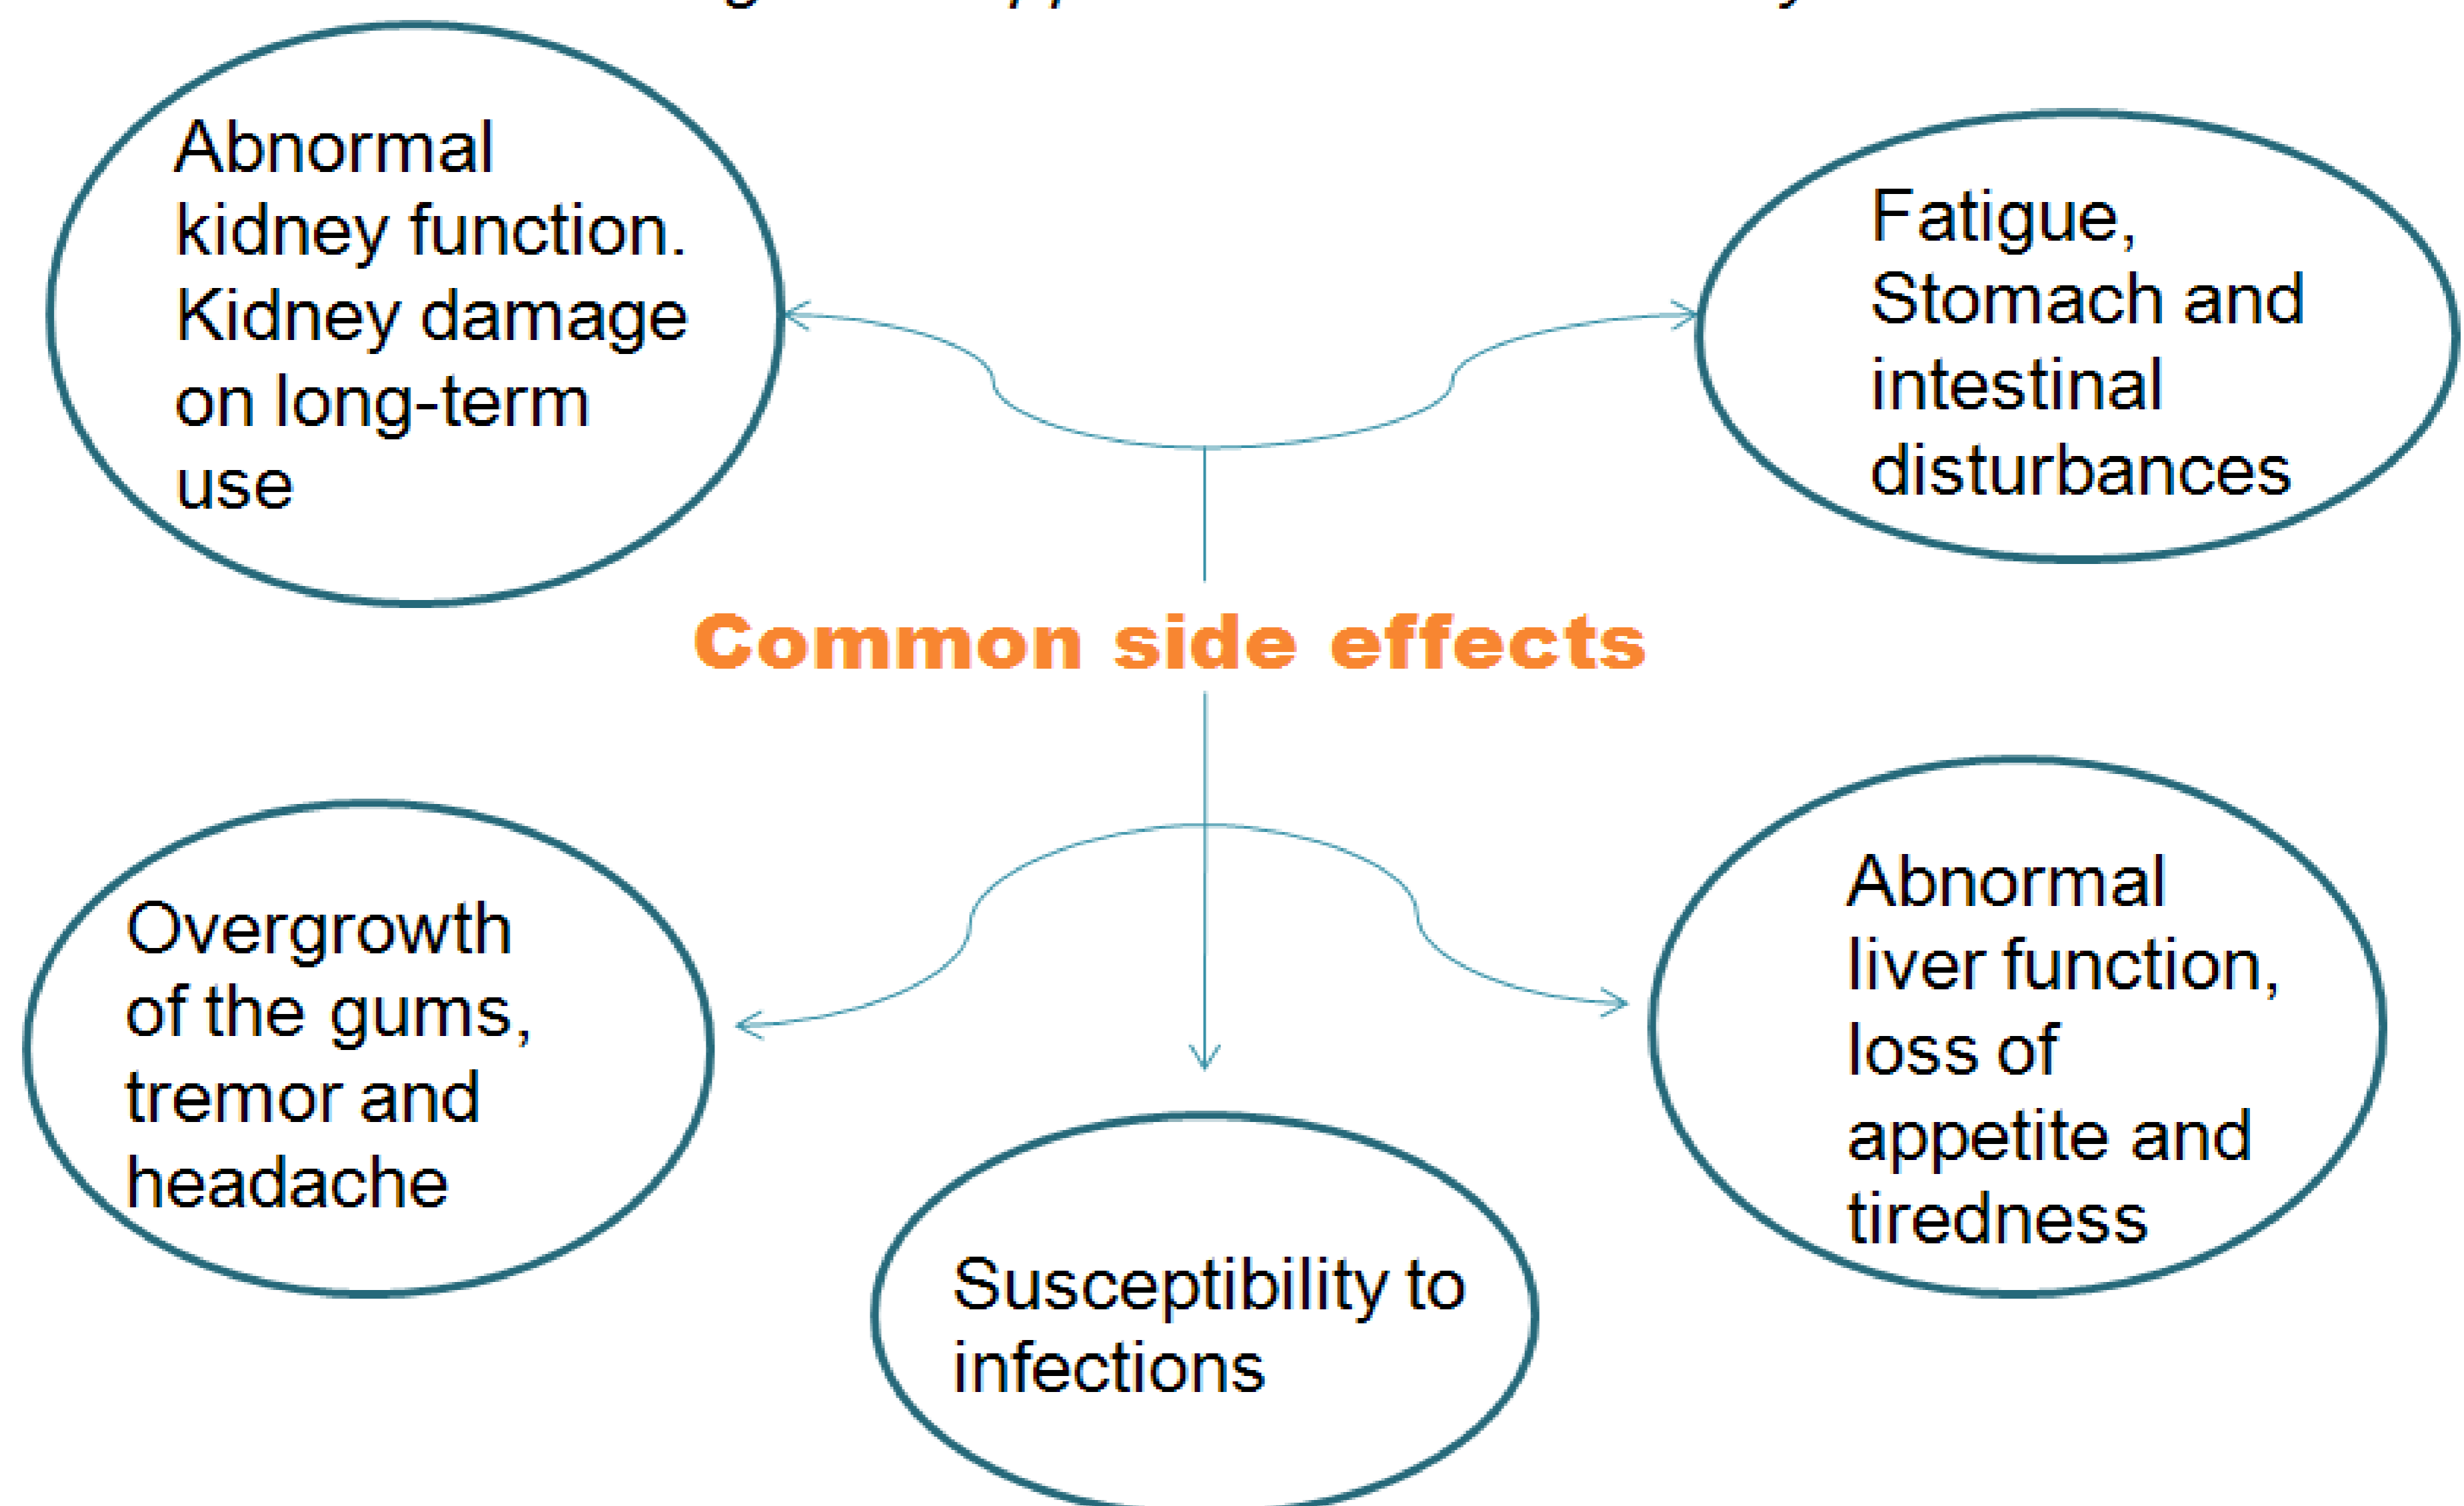 Abnormal
kidney function.
Kidney damage
on long-term
use
Fatigue,
Stomach and
intestinal
disturbances
Common side effects
Overgrowth
of the gums,
tremor and
headache
Susceptibility to
infections
Abnormal
liver function,
loss of
appetite and
tiredness